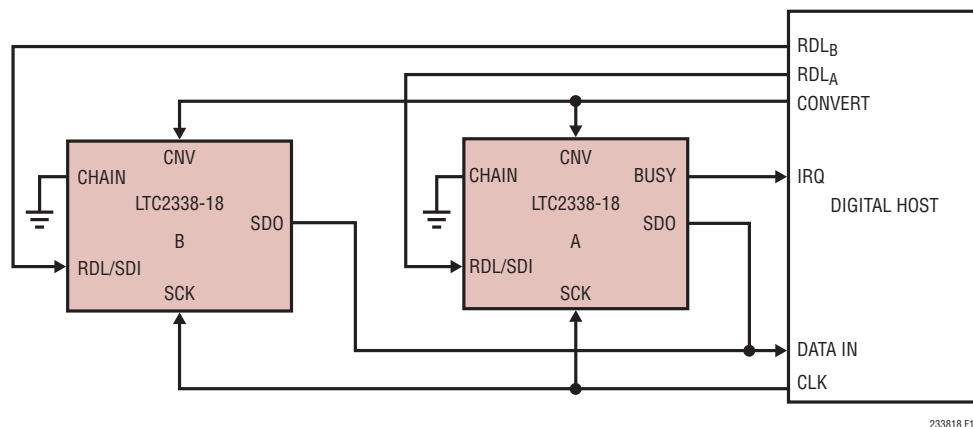 RDLB
RDLA
CONVERT
CNV
CHAIN
LTC2338-18
SDO
B
RDL/SDI
SCK
CNV
CHAIN
BUSY
LTC2338-18
SDO
A
RDL/SDI
SCK
IRQ
DIGITAL HOST
DATA IN
CLK
233818 F1